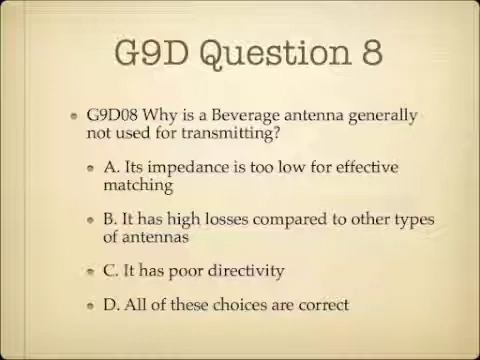 G9D Question 8
G9D08 Why is a Beverage antenna generally
not used for transmitting?
A. Its impedance is too low for effective
matching
B. It has high losses compared to other types
of antennas
C. It has poor directivity
D. All of these choices are correct